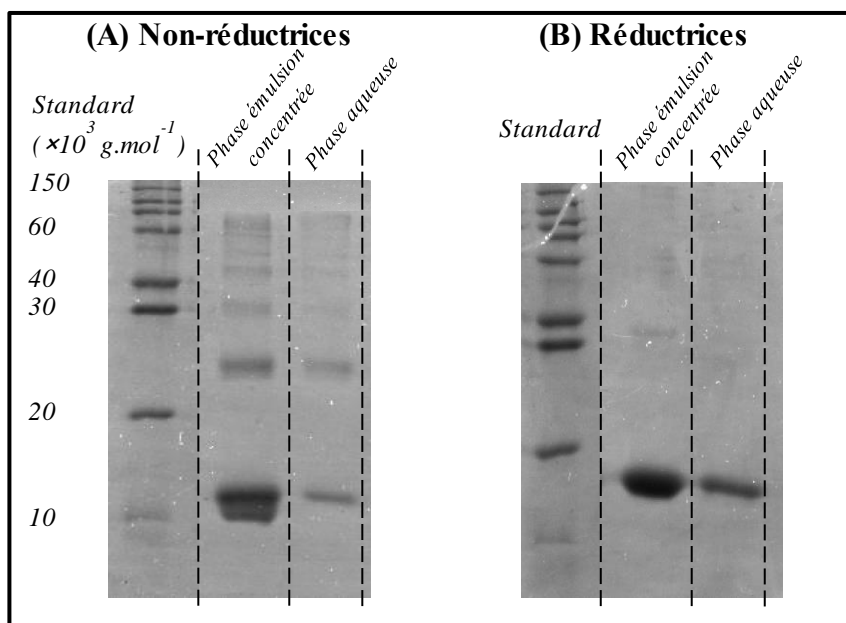 (A) Non-réductrices
Standard
(×10³ g.mol⁻¹)
Phase émulsion
concentrée
Phase aqueuse
150
60
40
30
20
10
(B) Réductrices
Standard
Phase émulsion
concentrée
Phase aqueuse